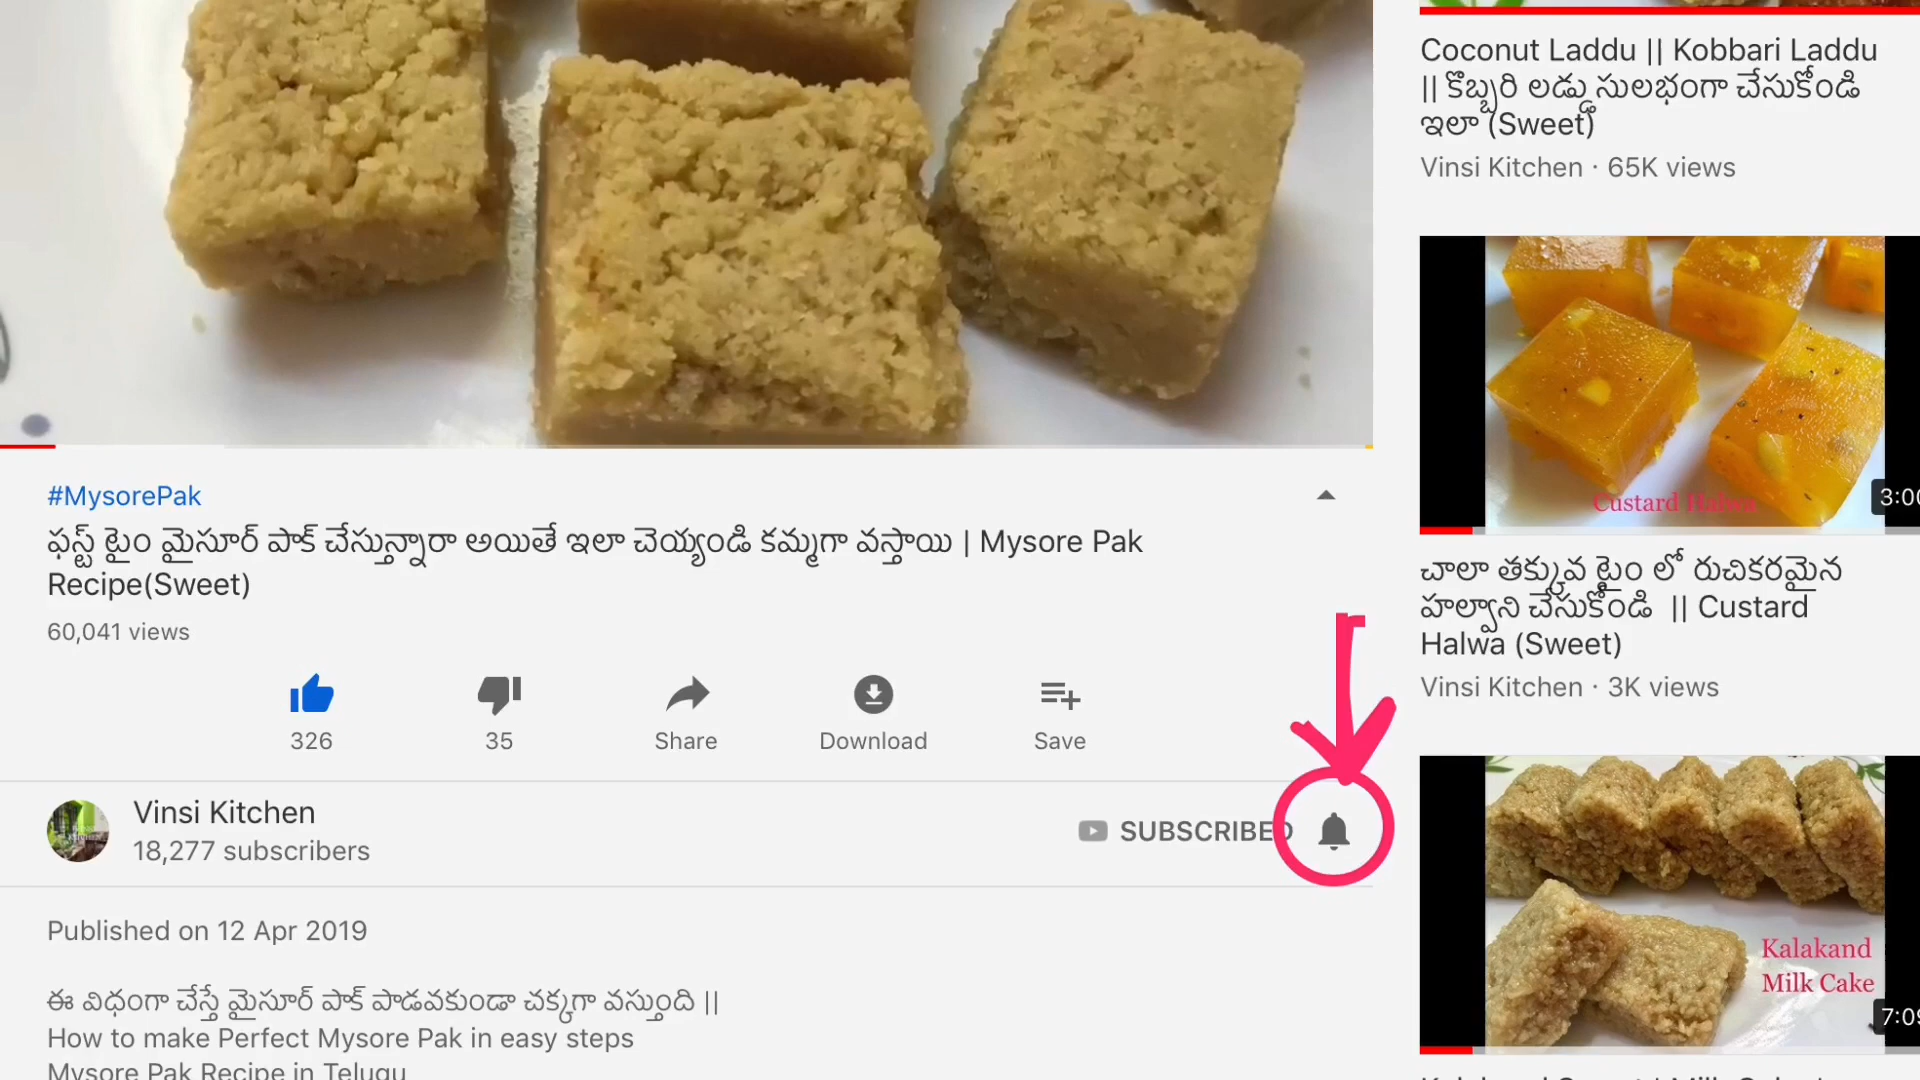 #MysorePak
ఫస్ట్ టైం మైసూర్ పాక్ చేస్తున్నారా అయితే ఇలా చెయ్యండి కమ్మగా వస్తాయి | Mysore Pak
Recipe(Sweet)
60,041 views
326
35
Share
Download
Save
Vinsi Kitchen
18,277 subscribers
SUBSCRIBED
Published on 12 Apr 2019
ఈ విధంగా చేస్తే మైసూర్ పాక్ పాడవకుండా చక్కగా వస్తుంది ||
How to make Perfect Mysore Pak in easy steps
Mysore Pak Recipe in Telugu
Coconut Laddu || Kobbari Laddu
|| కొబ్బరి లడ్డు సులభంగా చేసుకోండి
ఇలా (Sweet)
Vinsi Kitchen · 65K views
Custard Halwa
3:00
చాలా తక్కువ టైం లో రుచికరమైన
హల్వాని చేసుకోండి || Custard
Halwa (Sweet)
Vinsi Kitchen · 3K views
Kalakand
Milk Cake
7:09